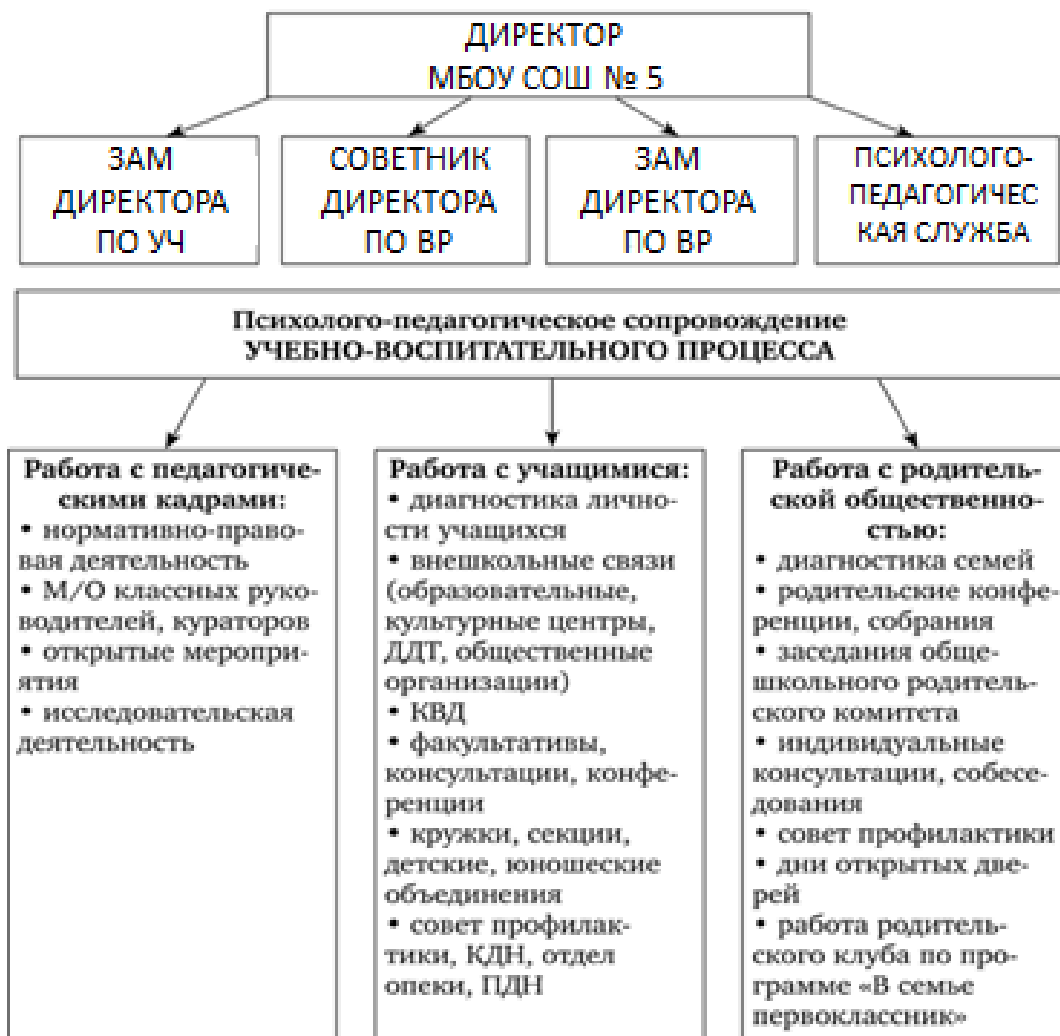 ДИРЕКТОР
МБОУ СОШ № 5
ЗАМ
ДИРЕКТОРА
ПО УЧ
СОВЕТНИК
ДИРЕКТОРА
ПО ВР
ЗАМ
ДИРЕКТОРА
ПО ВР
ПСИХОЛОГО-
ПЕДАГОГИЧЕС
КАЯ СЛУЖБА
Психолого-педагогическое сопровождение
УЧЕБНО-ВОСПИТАТЕЛЬНОГО ПРОЦЕССА
Работа с педагогиче-
скими кадрами:
• нормативно-право-
вая деятельность
• М/О классных руко-
водителей, кураторов
• открытые меропри-
ятия
• исследовательская
деятельность
Работа с учащимися:
• диагностика лично-
сти учащихся
• внешкольные связи
(образовательные,
культурные центры,
ДДТ, общественные
организации)
• КВД
• факультативы,
консультации, конфе-
ренции
• кружки, секции,
детские, юношеские
объединения
• совет профилак-
тики, КДН, отдел
опеки, ПДН
Работа с родитель-
ской общественно-
стью:
• диагностика семей
• родительские конфе-
ренции, собрания
• заседания обще-
школьного родитель-
ского комитета
• индивидуальные
консультации, собесе-
дования
• совет профилактики
• дни открытых две-
рей
• работа родитель-
ского клуба по про-
грамме «В семье
первоклассник»